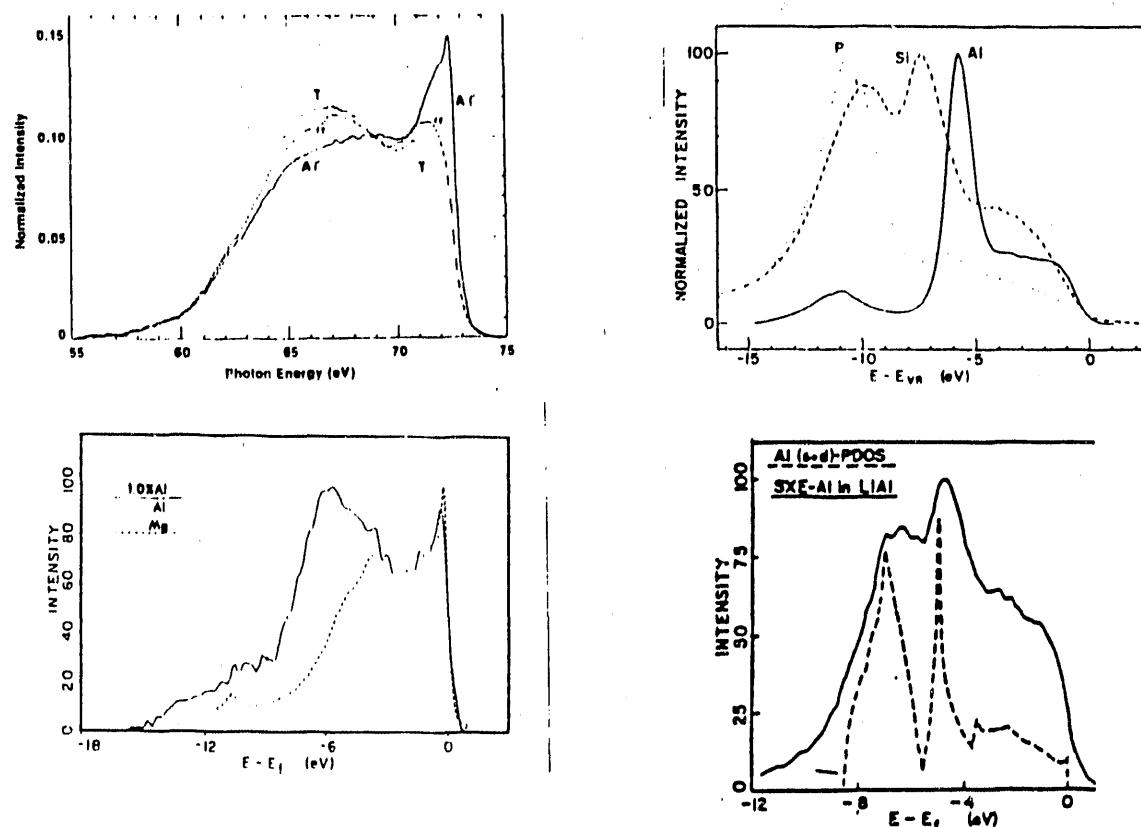 0.15
0.10
0.05
0
Normalized Intensity
T
"
Al
Al
"
T
55 60 65 70 75
Photon Energy (eV)
100
50
0
NORMALIZED INTENSITY
P
Si
Al
-15 -10 -5 0
E - E (eV)
1.0%Al
Al
Mg
100
80
60
40
20
0
INTENSITY
-18 -12 -6 0
E - Ef (eV)
Al (s+d)-PDOS
SXE-Al in LiAl
100
75
50
25
0
INTENSITY
-12 -8 -4 0
E - Ef (eV)